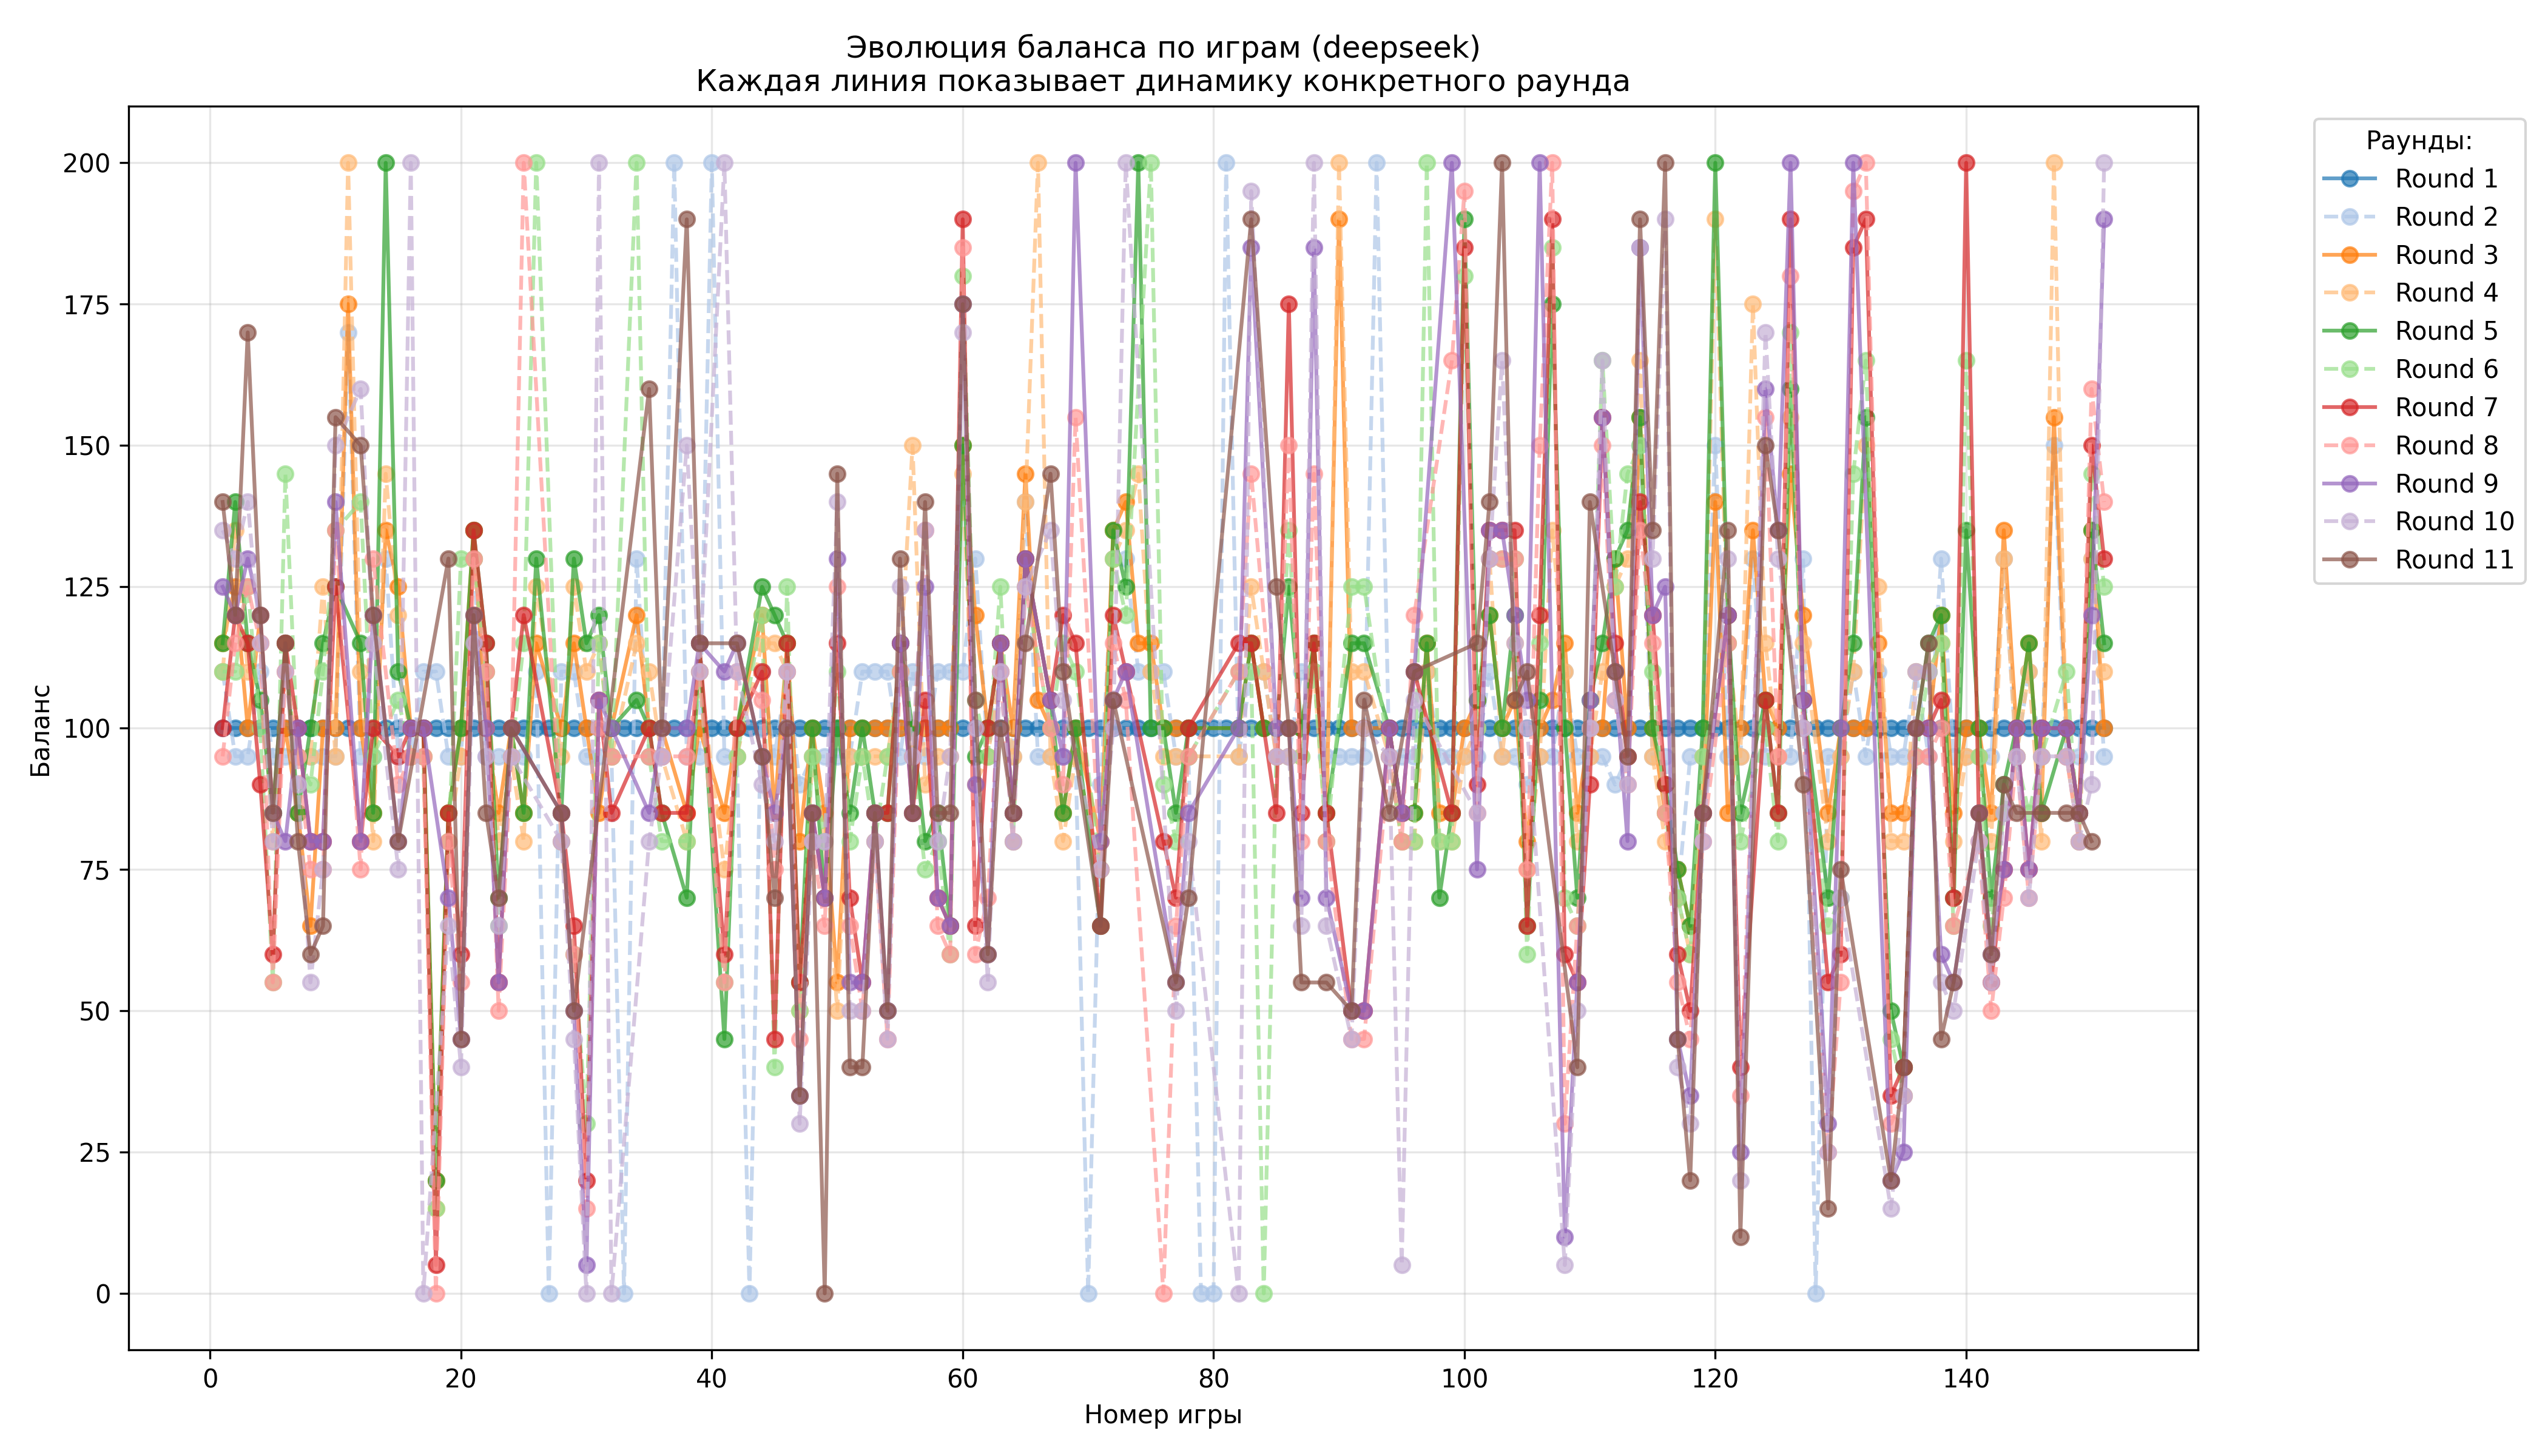 Эволюция баланса по играм (deepseek)
Каждая линия показывает динамику конкретного раунда
Баланс
200
175
150
125
100
75
50
25
0
0 20 40 60 80 100 120 140
Номер игры
Раунды:
Round 1
Round 2
Round 3
Round 4
Round 5
Round 6
Round 7
Round 8
Round 9
Round 10
Round 11